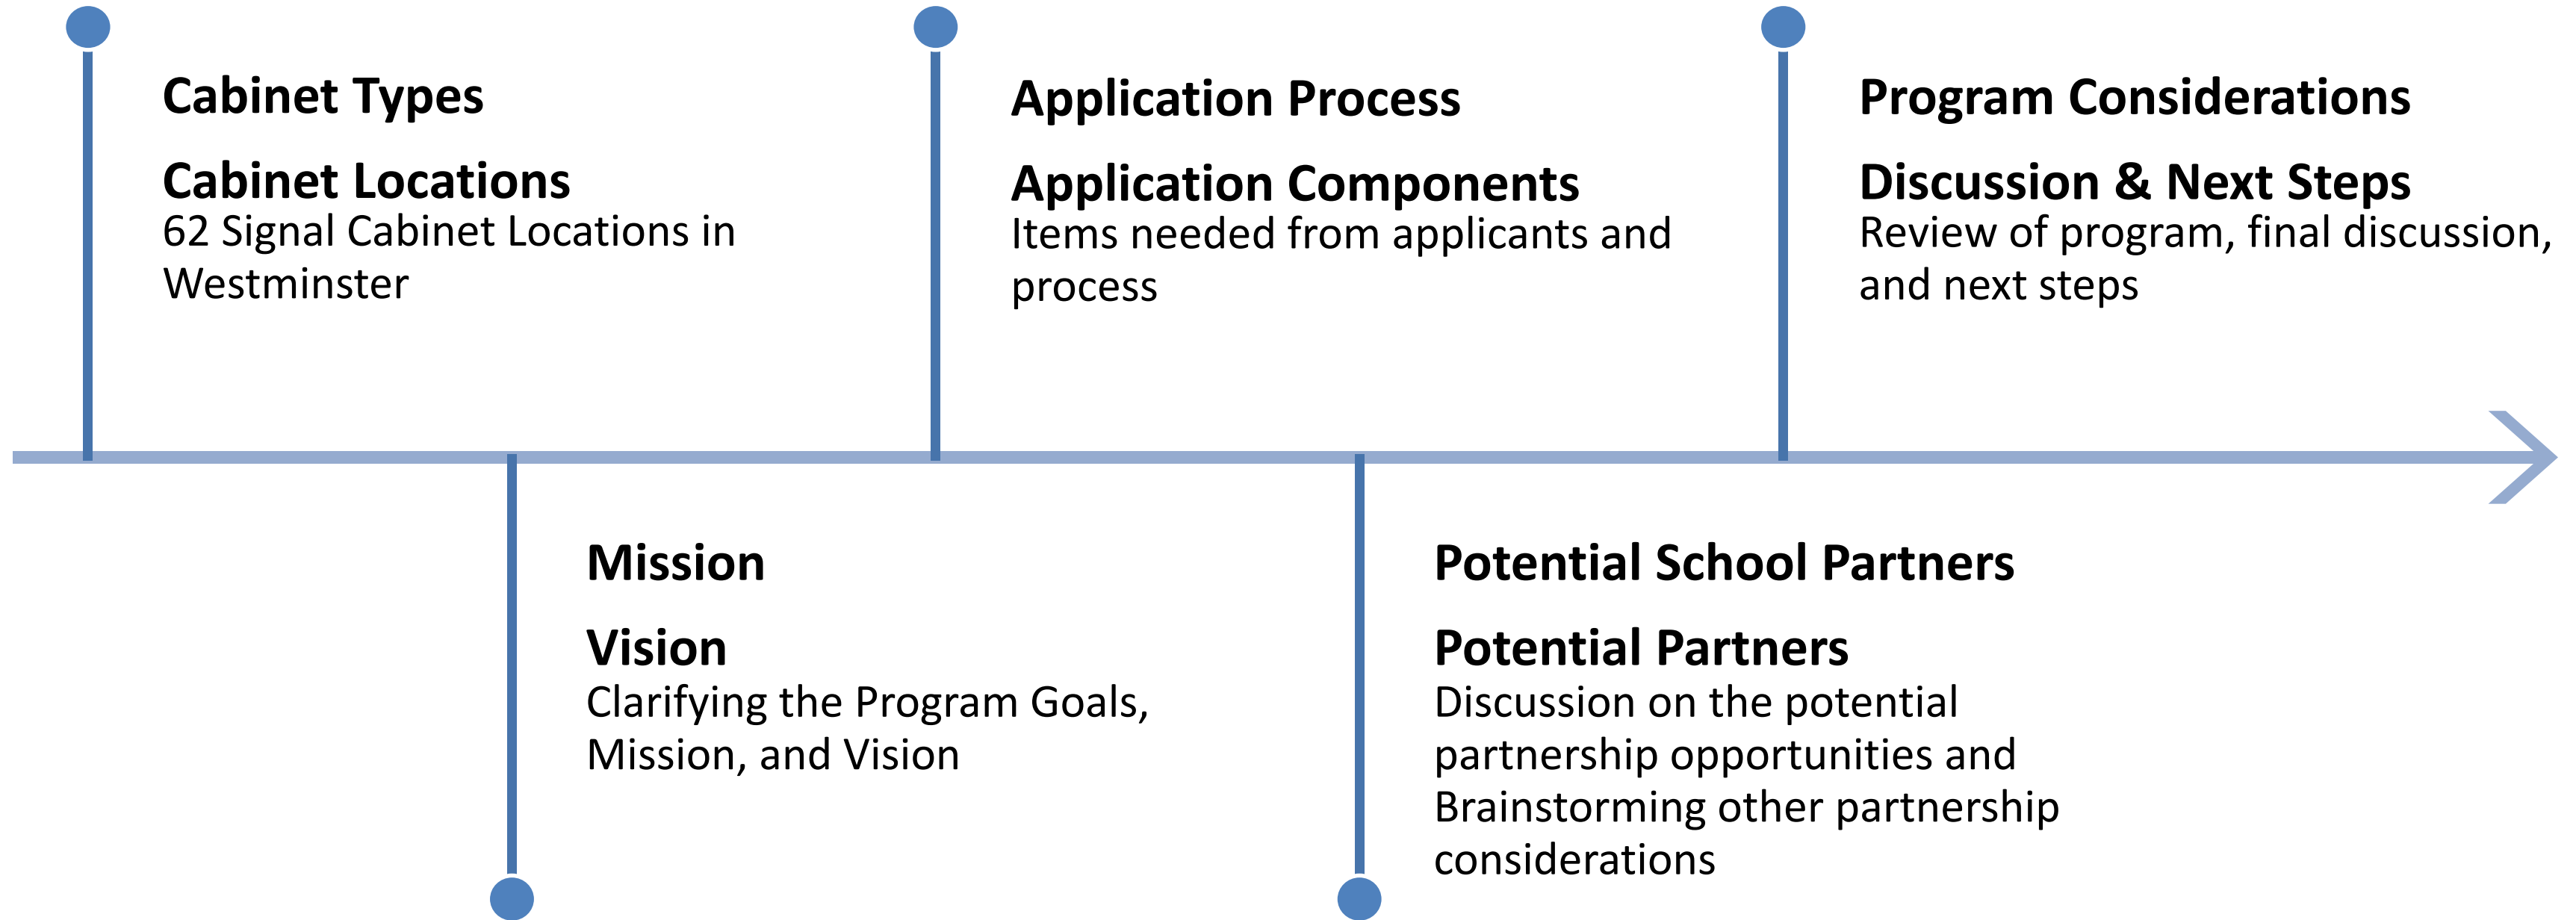 Cabinet Types
Cabinet Locations
62 Signal Cabinet Locations in
Westminster
Mission
Vision
Clarifying the Program Goals,
Mission, and Vision
Application Process
Application Components
Items needed from applicants and
process
Potential School Partners
Potential Partners
Discussion on the potential
partnership opportunities and
Brainstorming other partnership
considerations
Program Considerations
Discussion & Next Steps
Review of program, final discussion,
and next steps